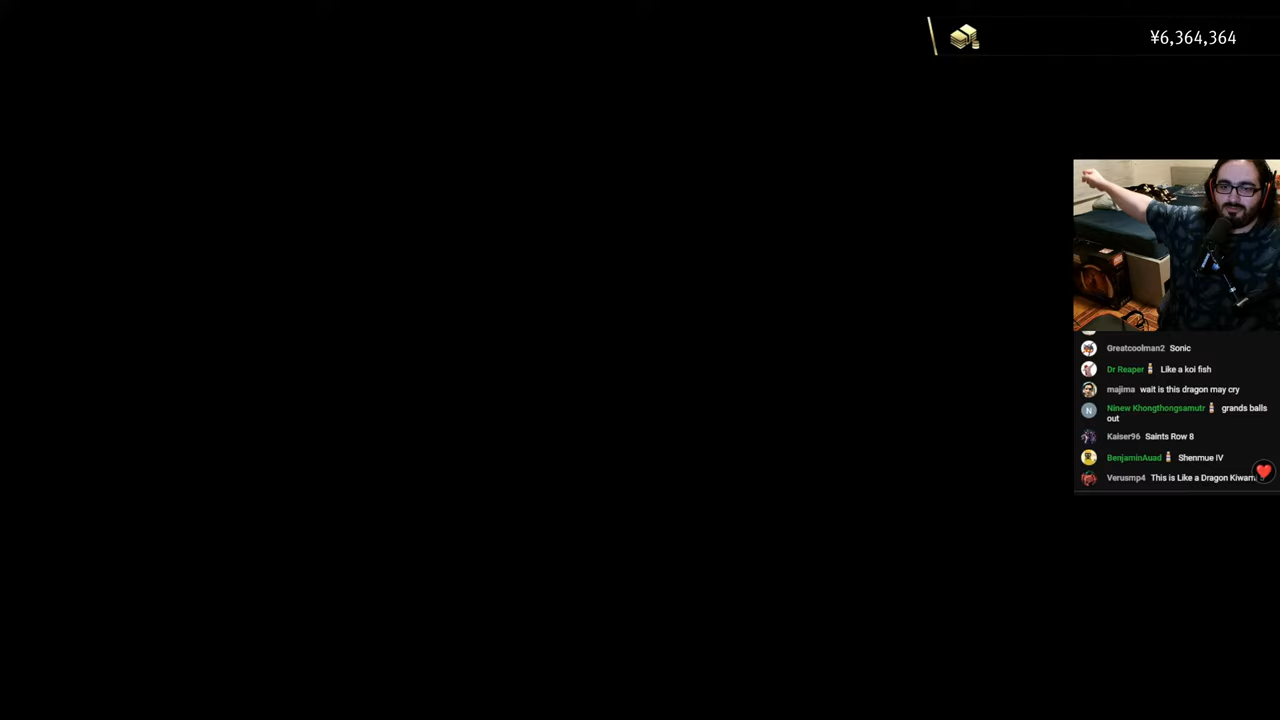 ¥6,364,364
Greatcoolman2 Sonic
Dr Reaper Like a koi fish
majima wait is this dragon may cry
N Ninew Khongthongsamutr grands balls
out
Kaiser96 Saints Row 8
BenjaminAuad Shenmue IV
Verusmp4 This is Like a Dragon Kiwam